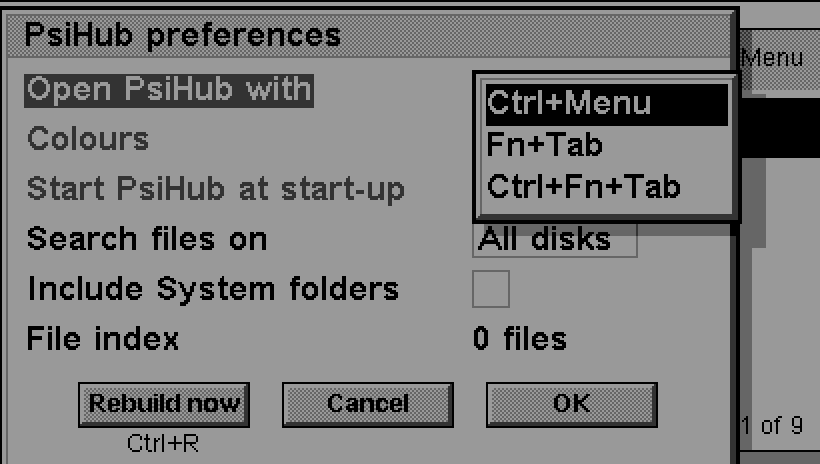 PsiHub preferences
Menu
Open PsiHub with
Ctrl+Menu
Colours
Fn+Tab
Start PsiHub at start-up
Ctrl+Fn+Tab
Search files on
All disks
Include System folders
File index
0 files
Rebuild now
Cancel
OK
Ctrl+R
1 of 9